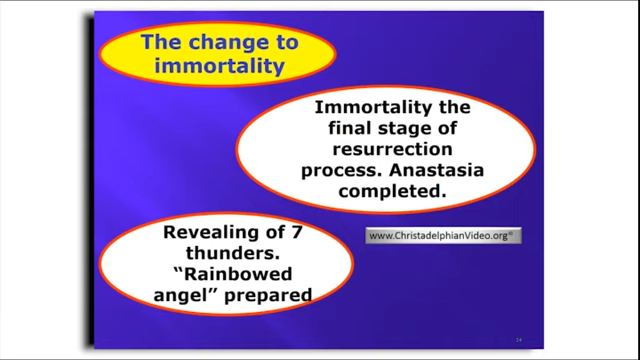 The change to
immortality
Immortality the
final stage of
resurrection
process. Anastasia
completed.
www.ChristadelphianVideo.org®
Revealing of 7
thunders.
“Rainbowed
angel” prepared